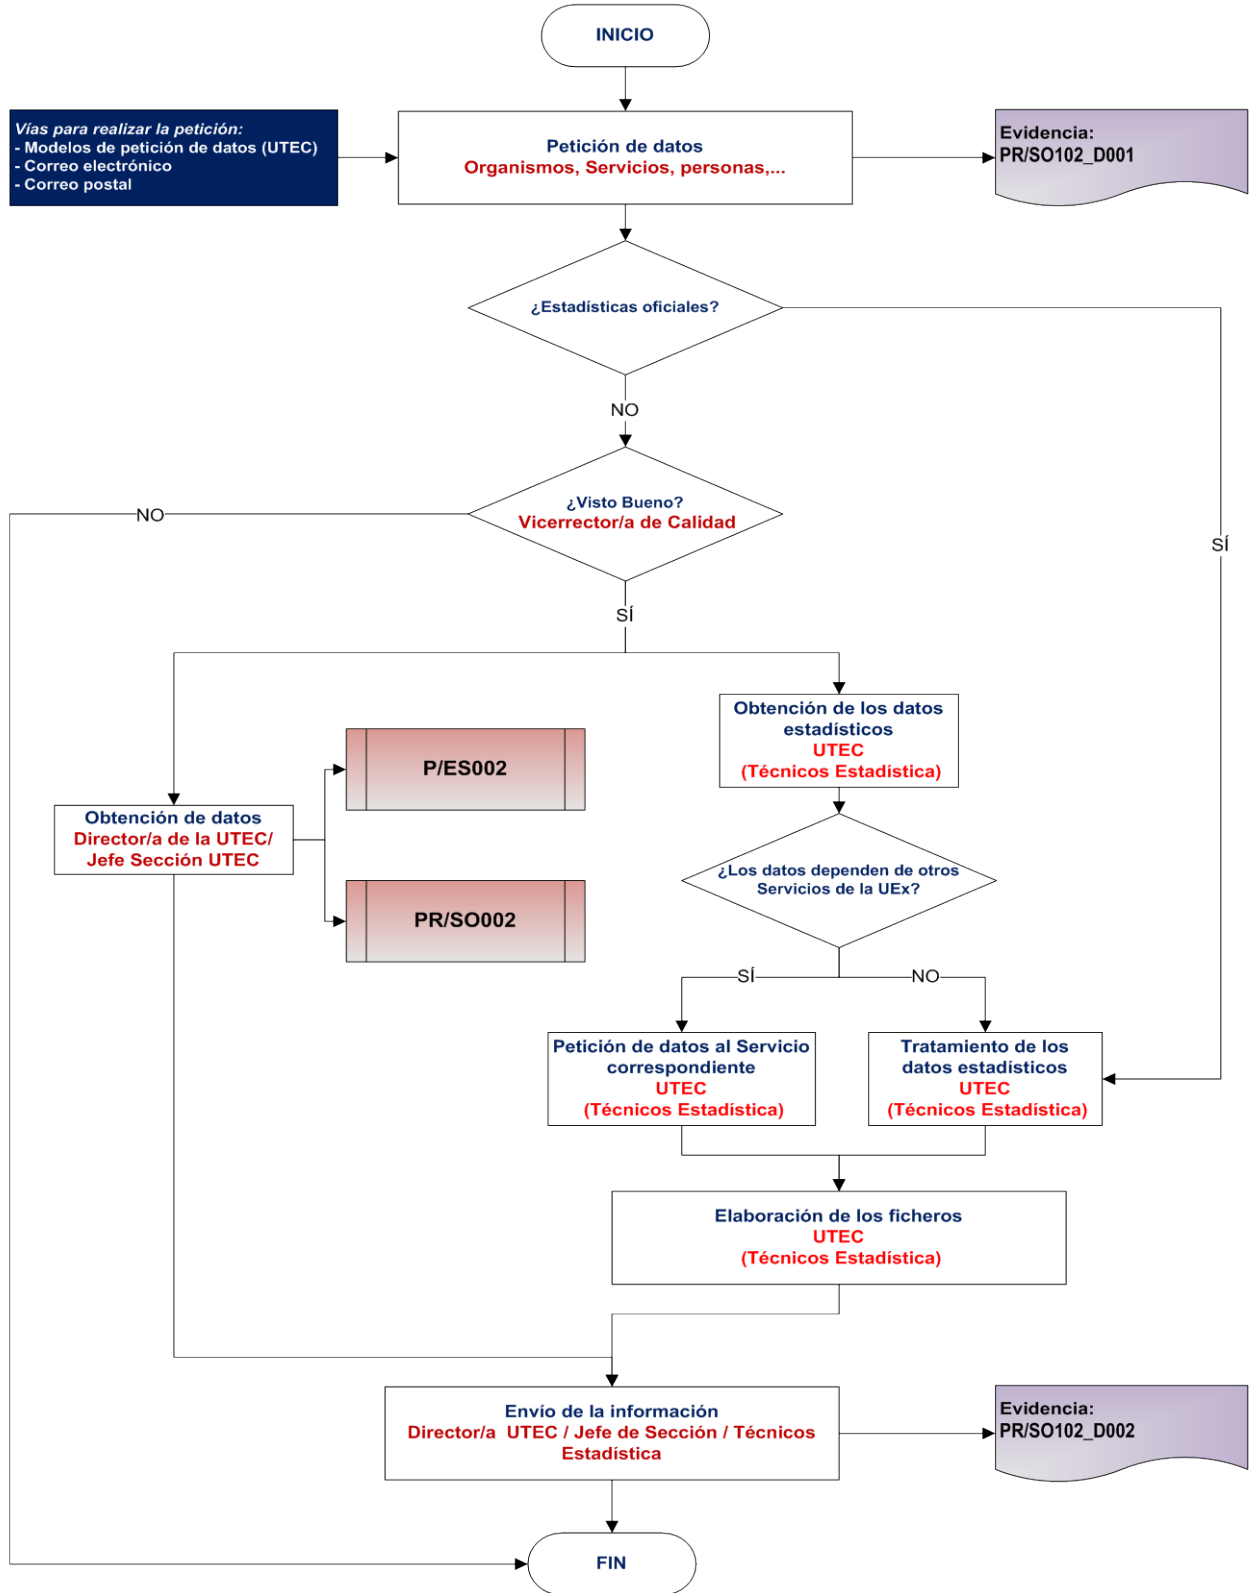 INICIO
Vías para realizar la petición:
- Modelos de petición de datos (UTEC)
- Correo electrónico
- Correo postal
Petición de datos
Organismos, Servicios, personas,...
Evidencia:
PR/SO102_D001
¿Estadísticas oficiales?
NO
¿Visto Bueno?
Vicerrector/a de Calidad
NO
SÍ
SÍ
Obtención de los datos
estadísticos
UTEC
(Técnicos Estadística)
P/ES002
Obtención de datos
Director/a de la UTEC/
Jefe Sección UTEC
¿Los datos dependen de otros
Servicios de la UEx?
PR/SO002
SÍ
NO
Petición de datos al Servicio
correspondiente
UTEC
(Técnicos Estadística)
Tratamiento de los
datos estadísticos
UTEC
(Técnicos Estadística)
Elaboración de los ficheros
UTEC
(Técnicos Estadística)
Envío de la información
Director/a UTEC / Jefe de Sección / Técnicos
Estadística
Evidencia:
PR/SO102_D002
FIN